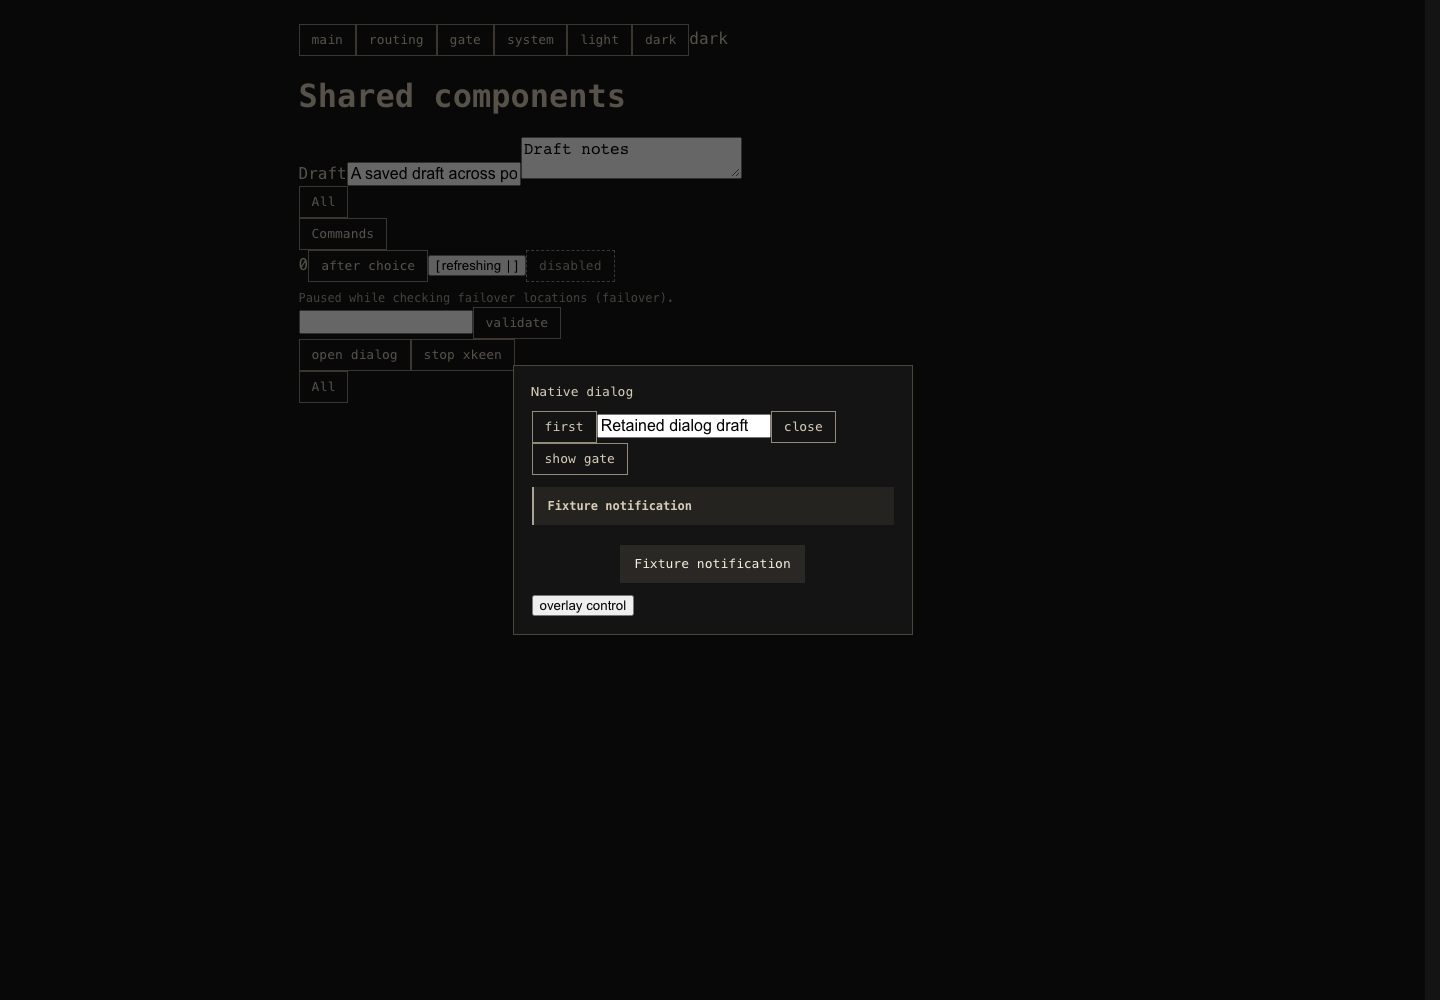 main routing gate system light dark dark
Shared components
Draft A saved draft across po Draft notes
All
Commands
0 after choice [refreshing |] disabled
Paused while checking failover locations (failover).
validate
open dialog stop xkeen
All
Native dialog
first Retained dialog draft close
show gate
Fixture notification
Fixture notification
overlay control